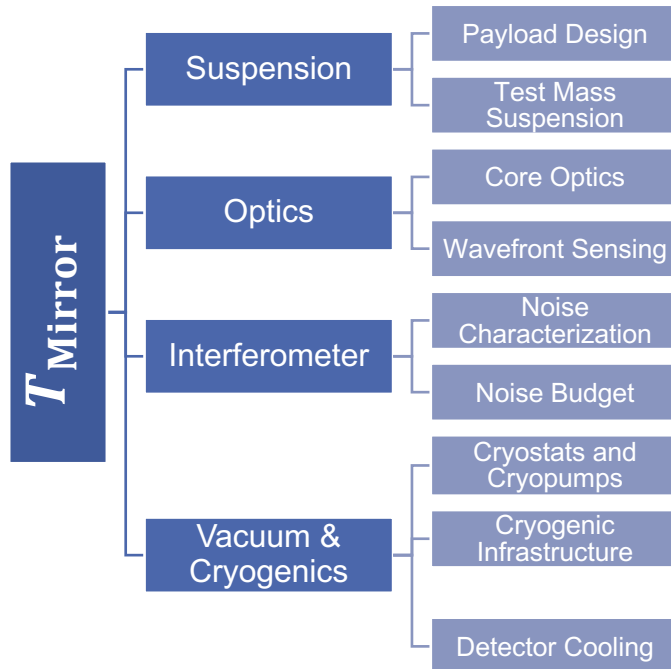 T Mirror
Suspension
Payload Design
Test Mass
Suspension
Optics
Core Optics
Wavefront Sensing
Interferometer
Noise
Characterization
Noise Budget
Vacuum &
Cryogenics
Cryostats and
Cryopumps
Cryogenic
Infrastructure
Detector Cooling